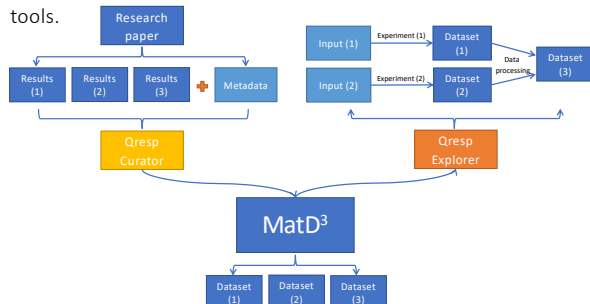 tools.
Research
paper
Results
(1)
Results
(2)
Results
(3)
Metadata
Qresp
Curator
Input (1)
Experiment (1)
Dataset
(1)
Input (2)
Experiment (2)
Dataset
(2)
Data
processing
Dataset
(3)
Qresp
Explorer
MatD³
Dataset
(1)
Dataset
(2)
Dataset
(3)